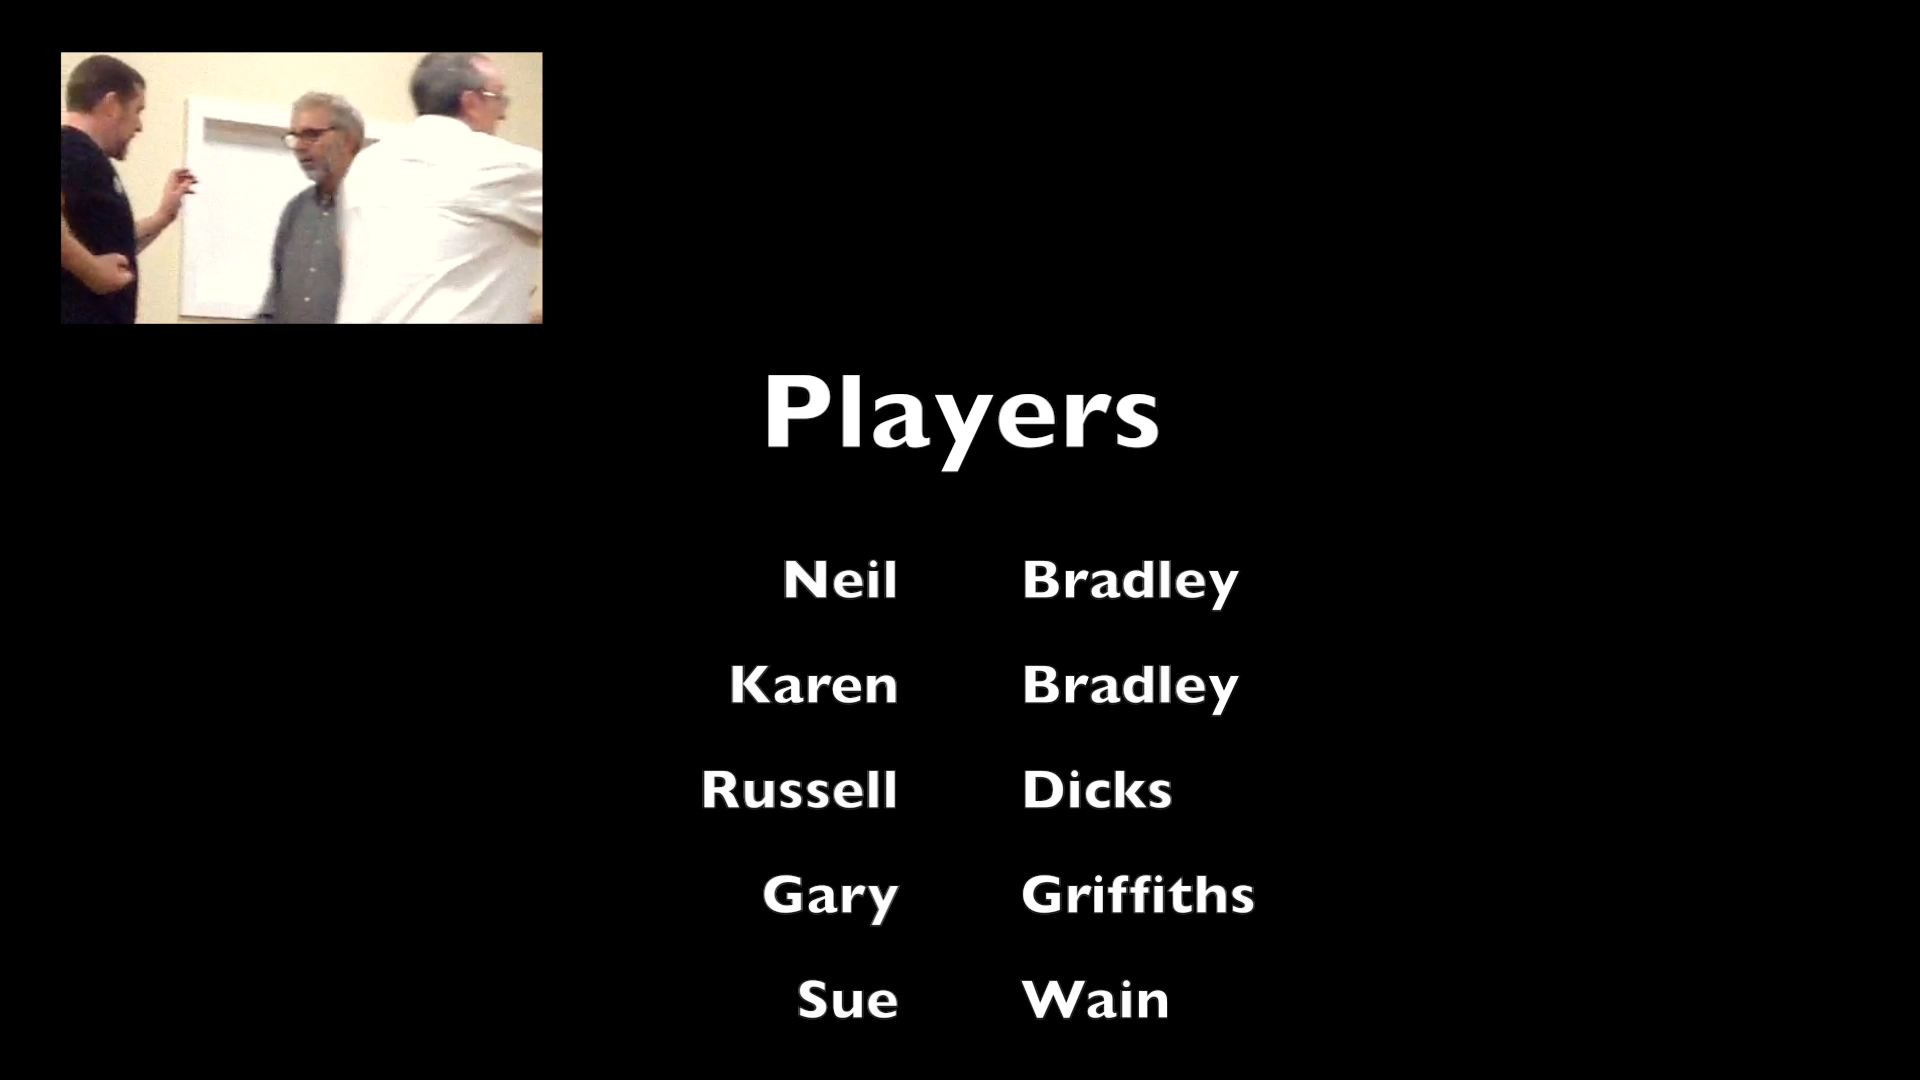 Players
Neil Bradley
Karen Bradley
Russell Dicks
Gary Griffiths
Sue Wain